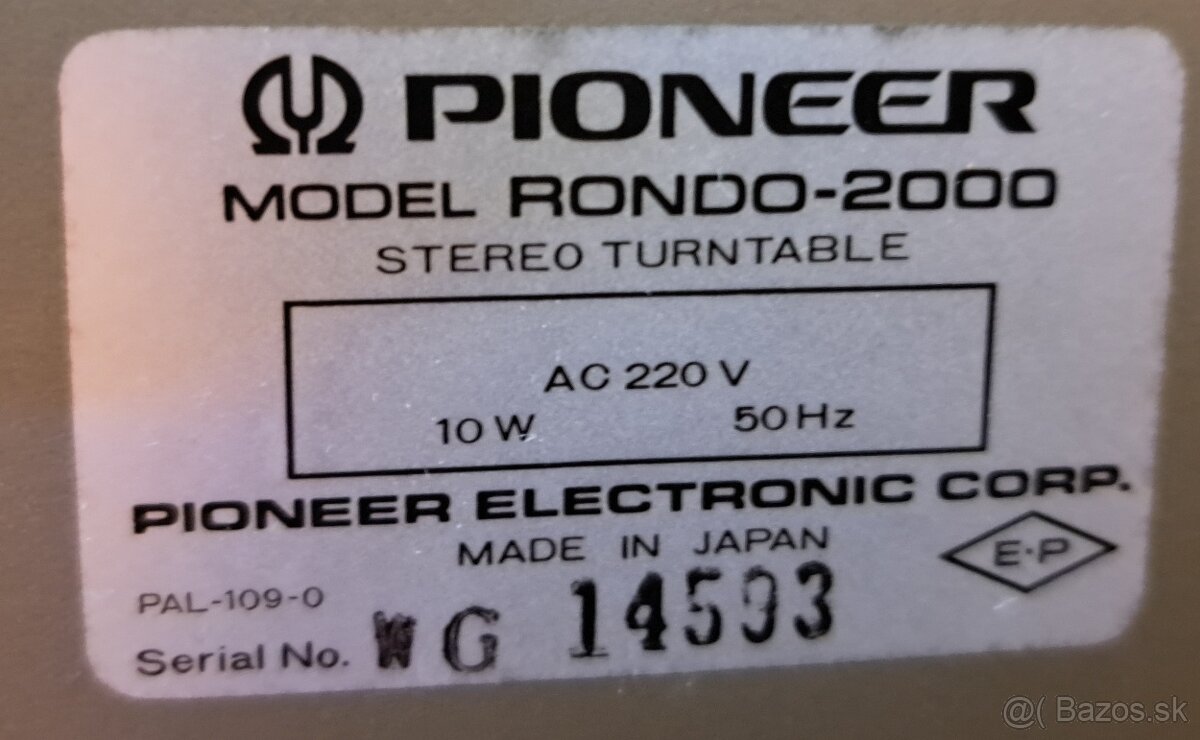 PIONEER
MODEL RONDO-2000
STEREO TURNTABLE
AC 220 V
10 W 50 Hz
PIONEER ELECTRONIC CORP.
MADE IN JAPAN
E·P
PAL-109-0
Serial No. WG 14593
@( Bazos.sk